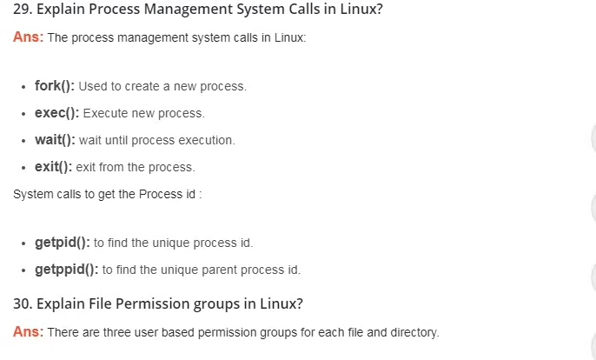 29. Explain Process Management System Calls in Linux?
Ans: The process management system calls in Linux:
• fork(): Used to create a new process.
• exec(): Execute new process.
• wait(): wait until process execution.
• exit(): exit from the process.
System calls to get the Process id :
• getpid(): to find the unique process id.
• getppid(): to find the unique parent process id.
30. Explain File Permission groups in Linux?
Ans: There are three user based permission groups for each file and directory.